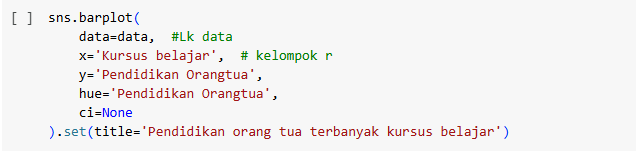 [ ] sns.barplot(
data=data,  #Lk data
x='Kursus belajar',  # kelompok r
y='Pendidikan Orangtua',
hue='Pendidikan Orangtua',
ci=None
).set(title='Pendidikan orang tua terbanyak kursus belajar')